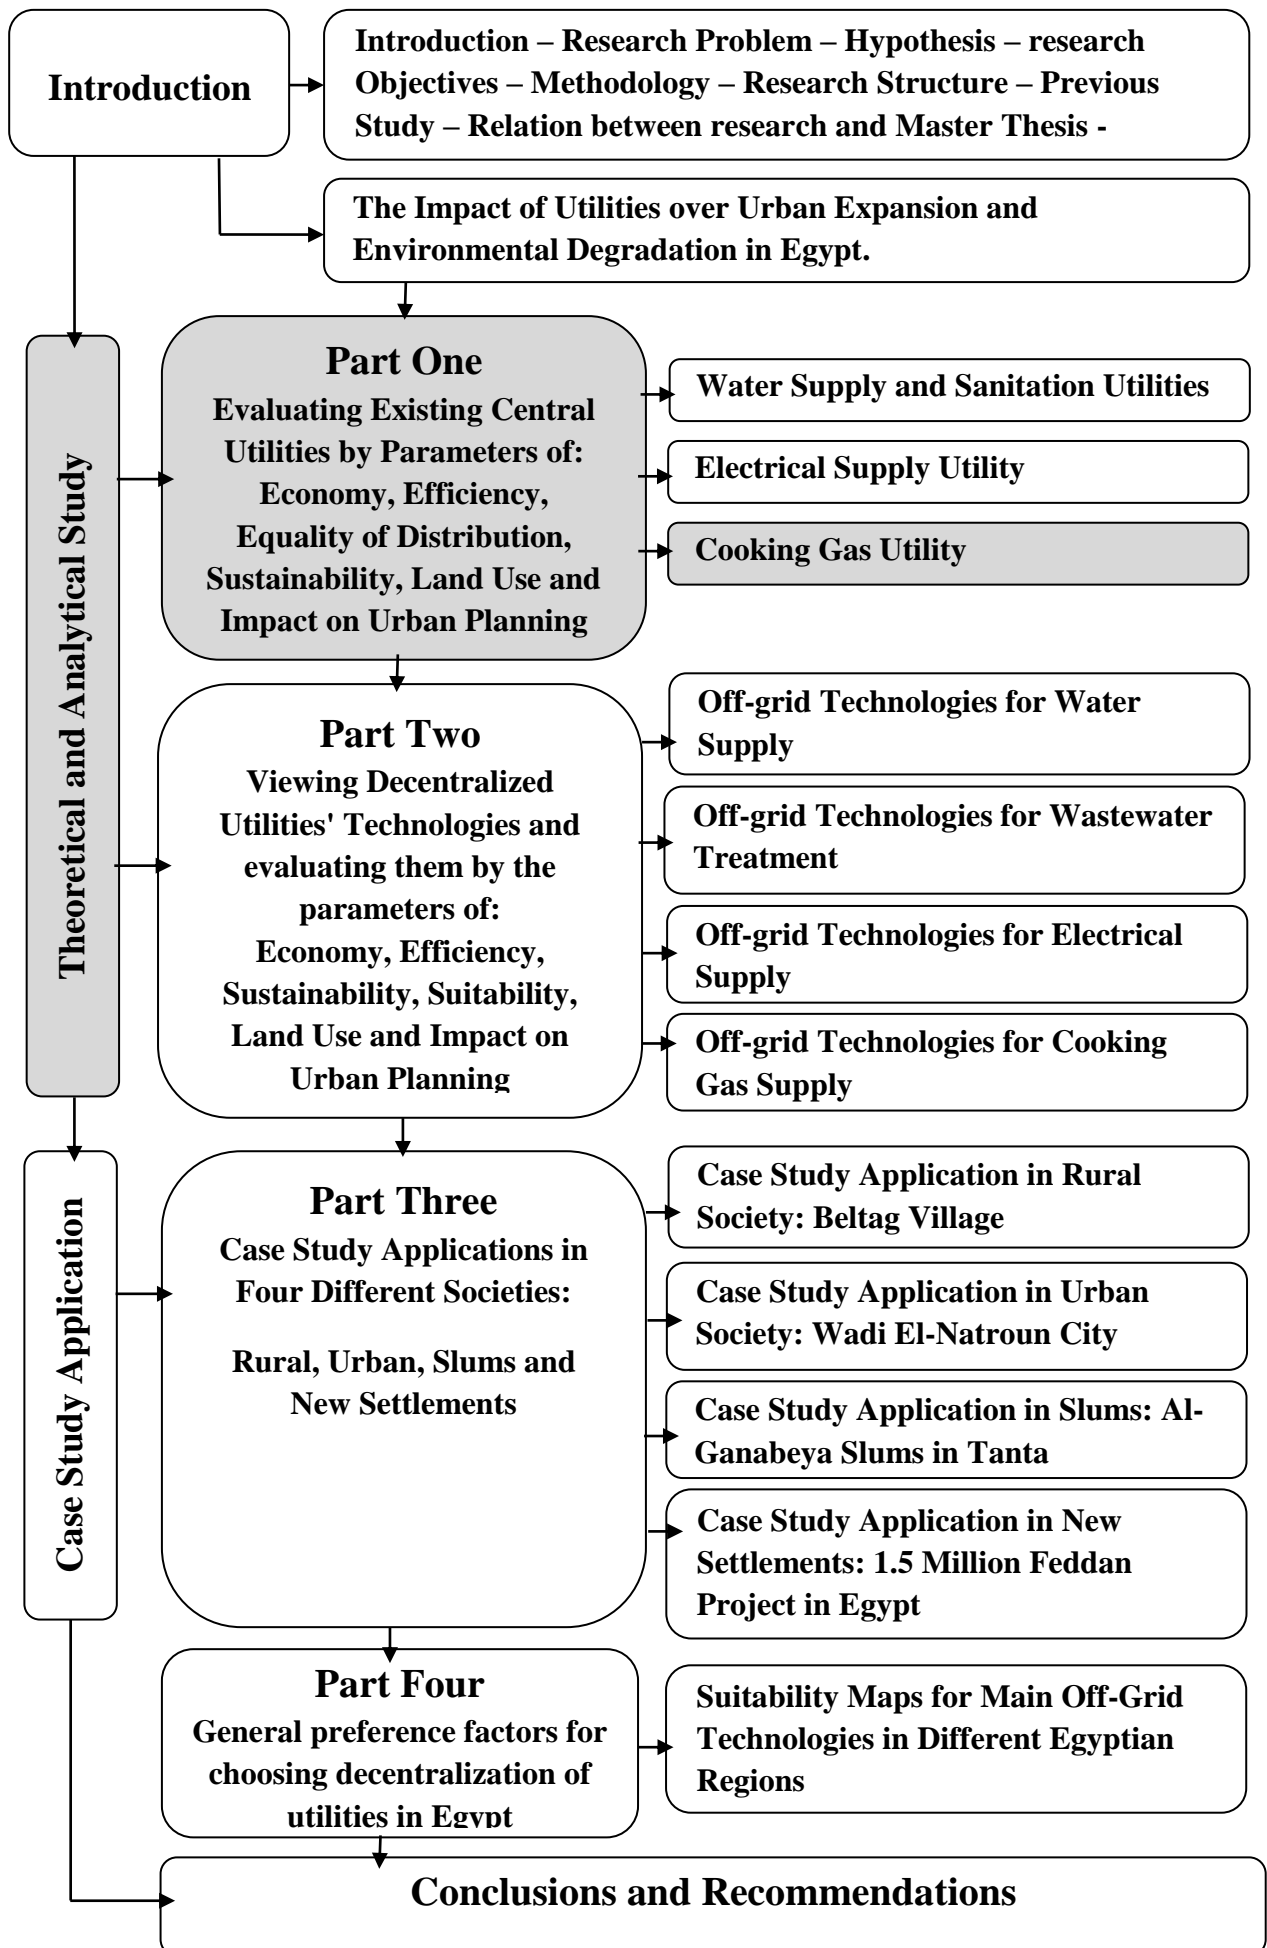 Introduction
Introduction – Research Problem – Hypothesis – research
Objectives – Methodology – Research Structure – Previous
Study – Relation between research and Master Thesis -
The Impact of Utilities over Urban Expansion and
Environmental Degradation in Egypt.
Theoretical and Analytical Study
Part One
Evaluating Existing Central
Utilities by Parameters of:
Economy, Efficiency,
Equality of Distribution,
Sustainability, Land Use and
Impact on Urban Planning
Water Supply and Sanitation Utilities
Electrical Supply Utility
Cooking Gas Utility
Part Two
Viewing Decentralized
Utilities' Technologies and
evaluating them by the
parameters of:
Economy, Efficiency,
Sustainability, Suitability,
Land Use and Impact on
Urban Planning
Off-grid Technologies for Water
Supply
Off-grid Technologies for Wastewater
Treatment
Off-grid Technologies for Electrical
Supply
Off-grid Technologies for Cooking
Gas Supply
Case Study Application
Part Three
Case Study Applications in
Four Different Societies:
Rural, Urban, Slums and
New Settlements
Case Study Application in Rural
Society: Beltag Village
Case Study Application in Urban
Society: Wadi El-Natroun City
Case Study Application in Slums: Al-
Ganabeya Slums in Tanta
Case Study Application in New
Settlements: 1.5 Million Feddan
Project in Egypt
Part Four
General preference factors for
choosing decentralization of
utilities in Egypt
Suitability Maps for Main Off-Grid
Technologies in Different Egyptian
Regions
Conclusions and Recommendations